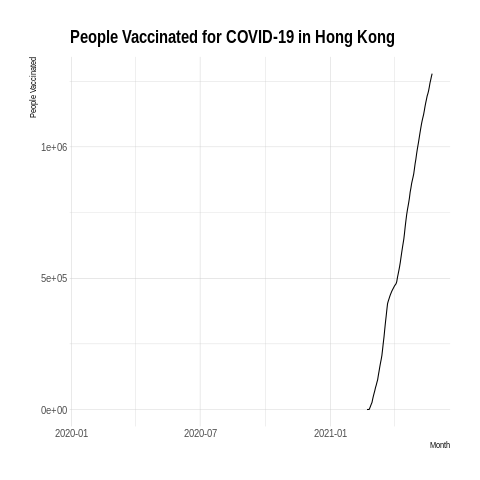 People Vaccinated for COVID-19 in Hong Kong
People Vaccinated
1e+06
5e+05
0e+00
2020-01
2020-07
2021-01
Month